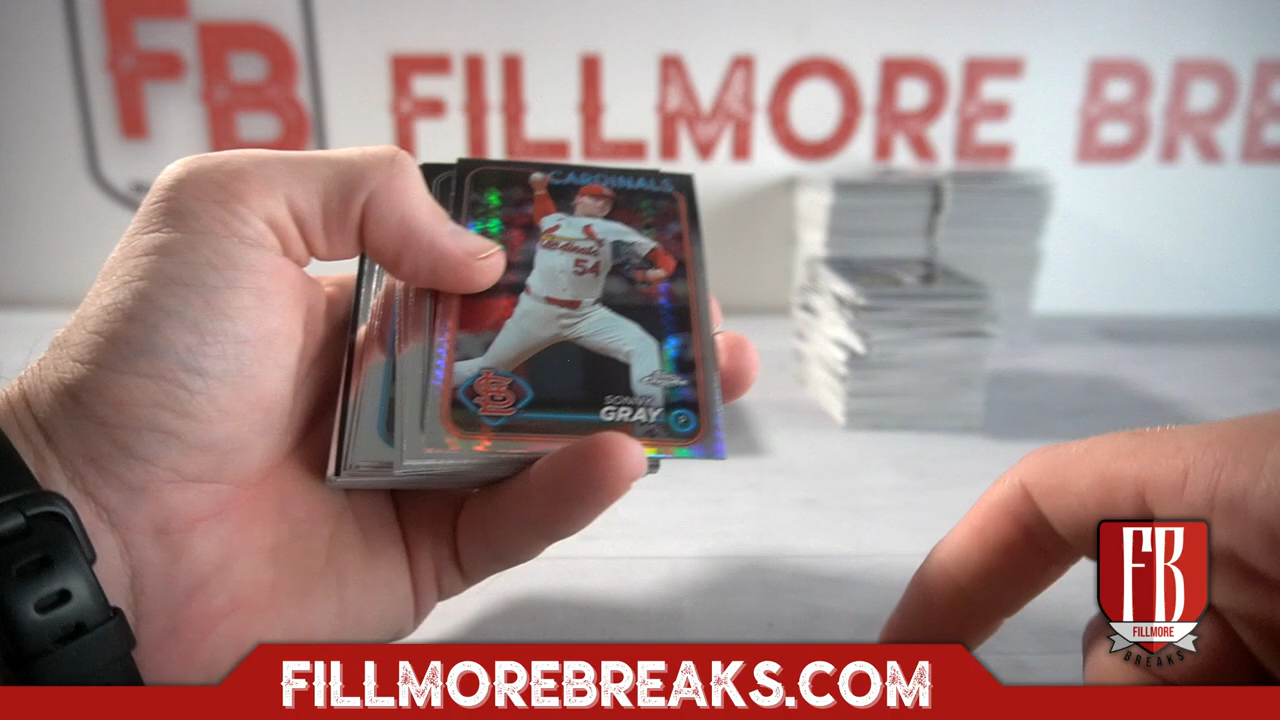 FB
FILLMORE BRE
CARDINALS
Cardinals
54
SONNY
GRAY
P
FB
FILLMORE
BREAKS
FILLMOREBREAKS.COM